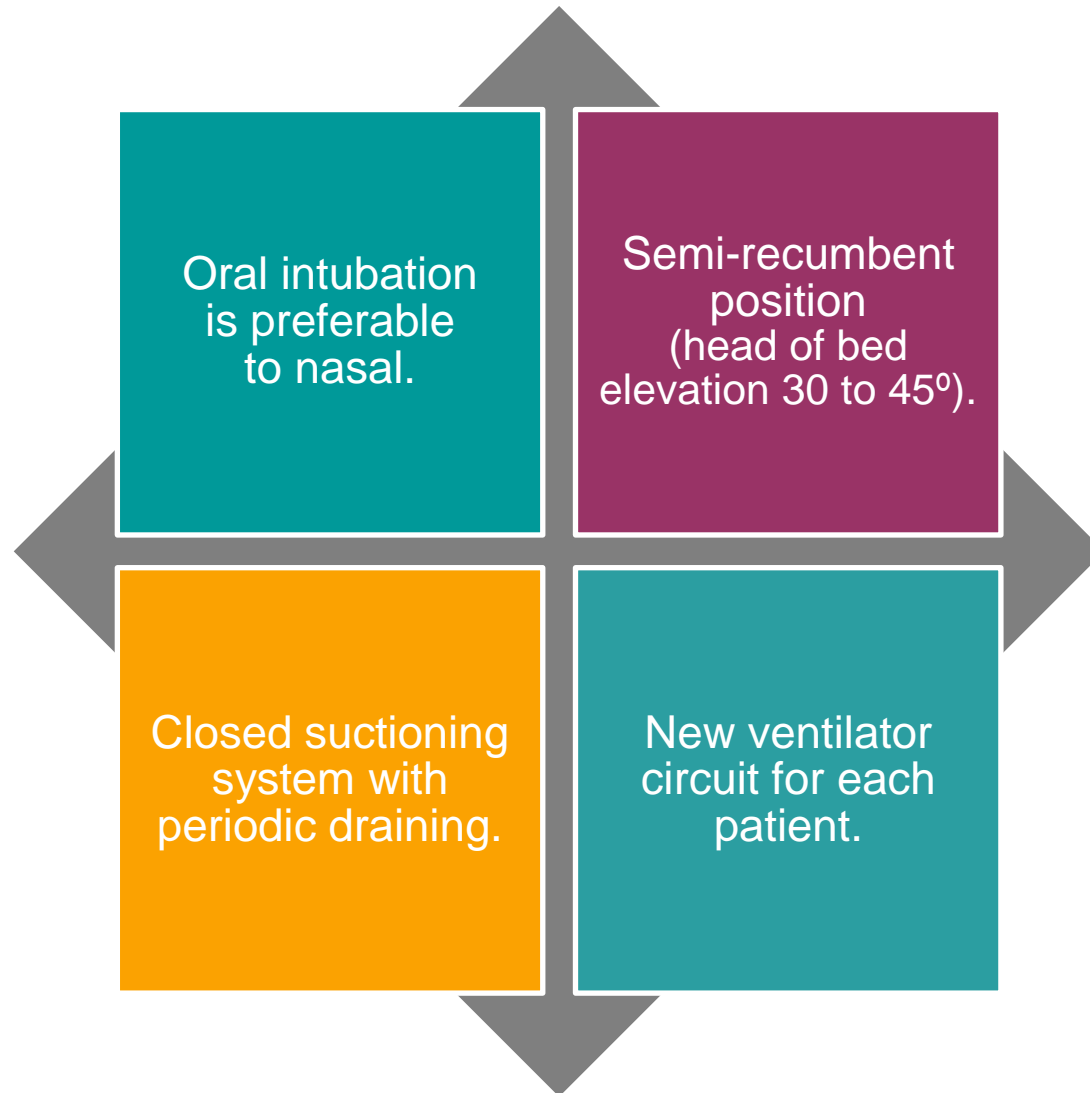 Oral intubation
is preferable
to nasal.
Semi-recumbent
position
(head of bed
elevation 30 to 45º).
Closed suctioning
system with
periodic draining.
New ventilator
circuit for each
patient.